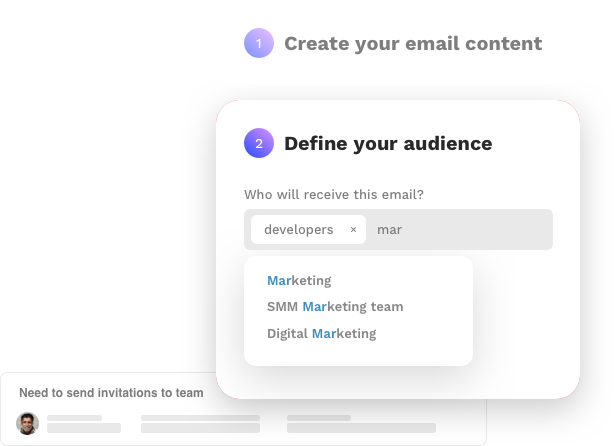 1 Create your email content
2 Define your audience
Who will receive this email?
developers × mar
Marketing
SMM Marketing team
Digital Marketing
Need to send invitations to team